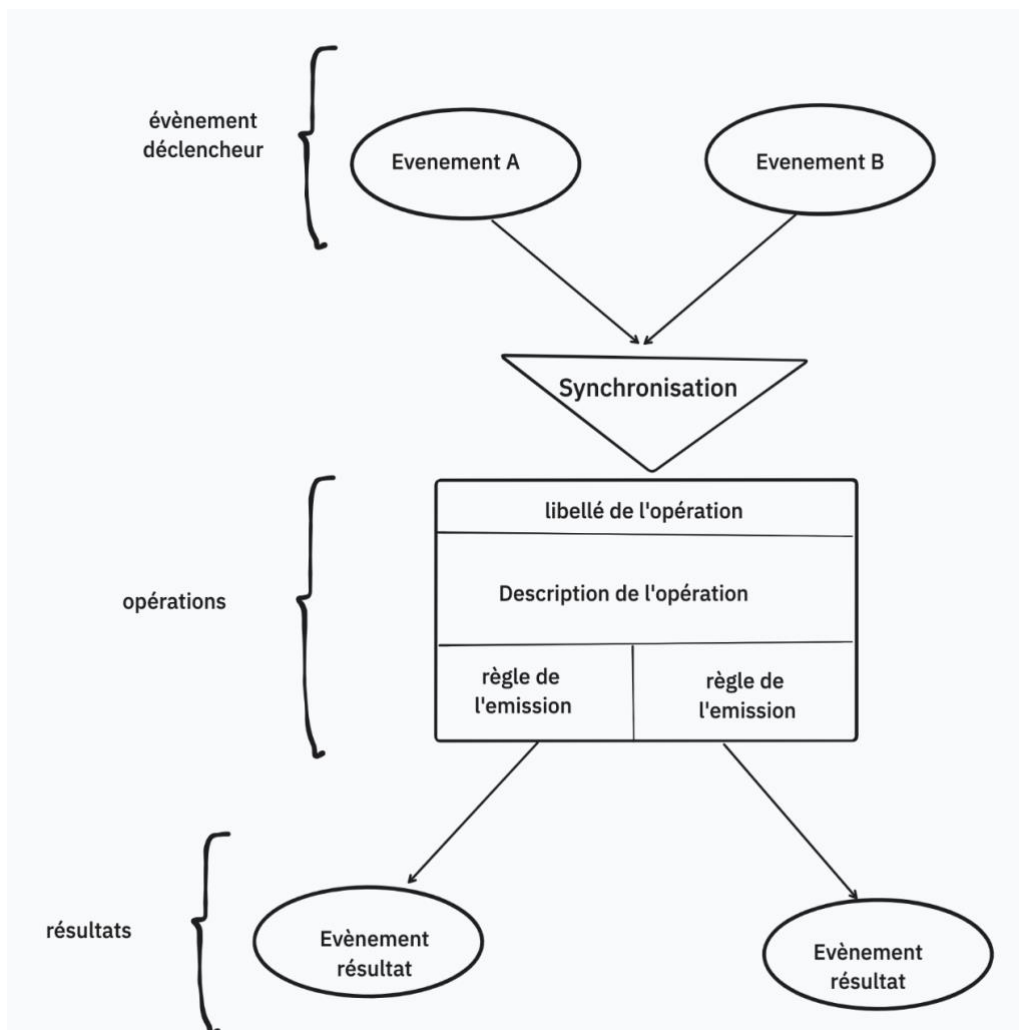 évènement
déclencheur
Evenement A
Evenement B
Synchronisation
libellé de l'opération
Description de l'opération
opérations
règle de
l'emission
règle de
l'emission
résultats
Evènement
résultat
Evènement
résultat